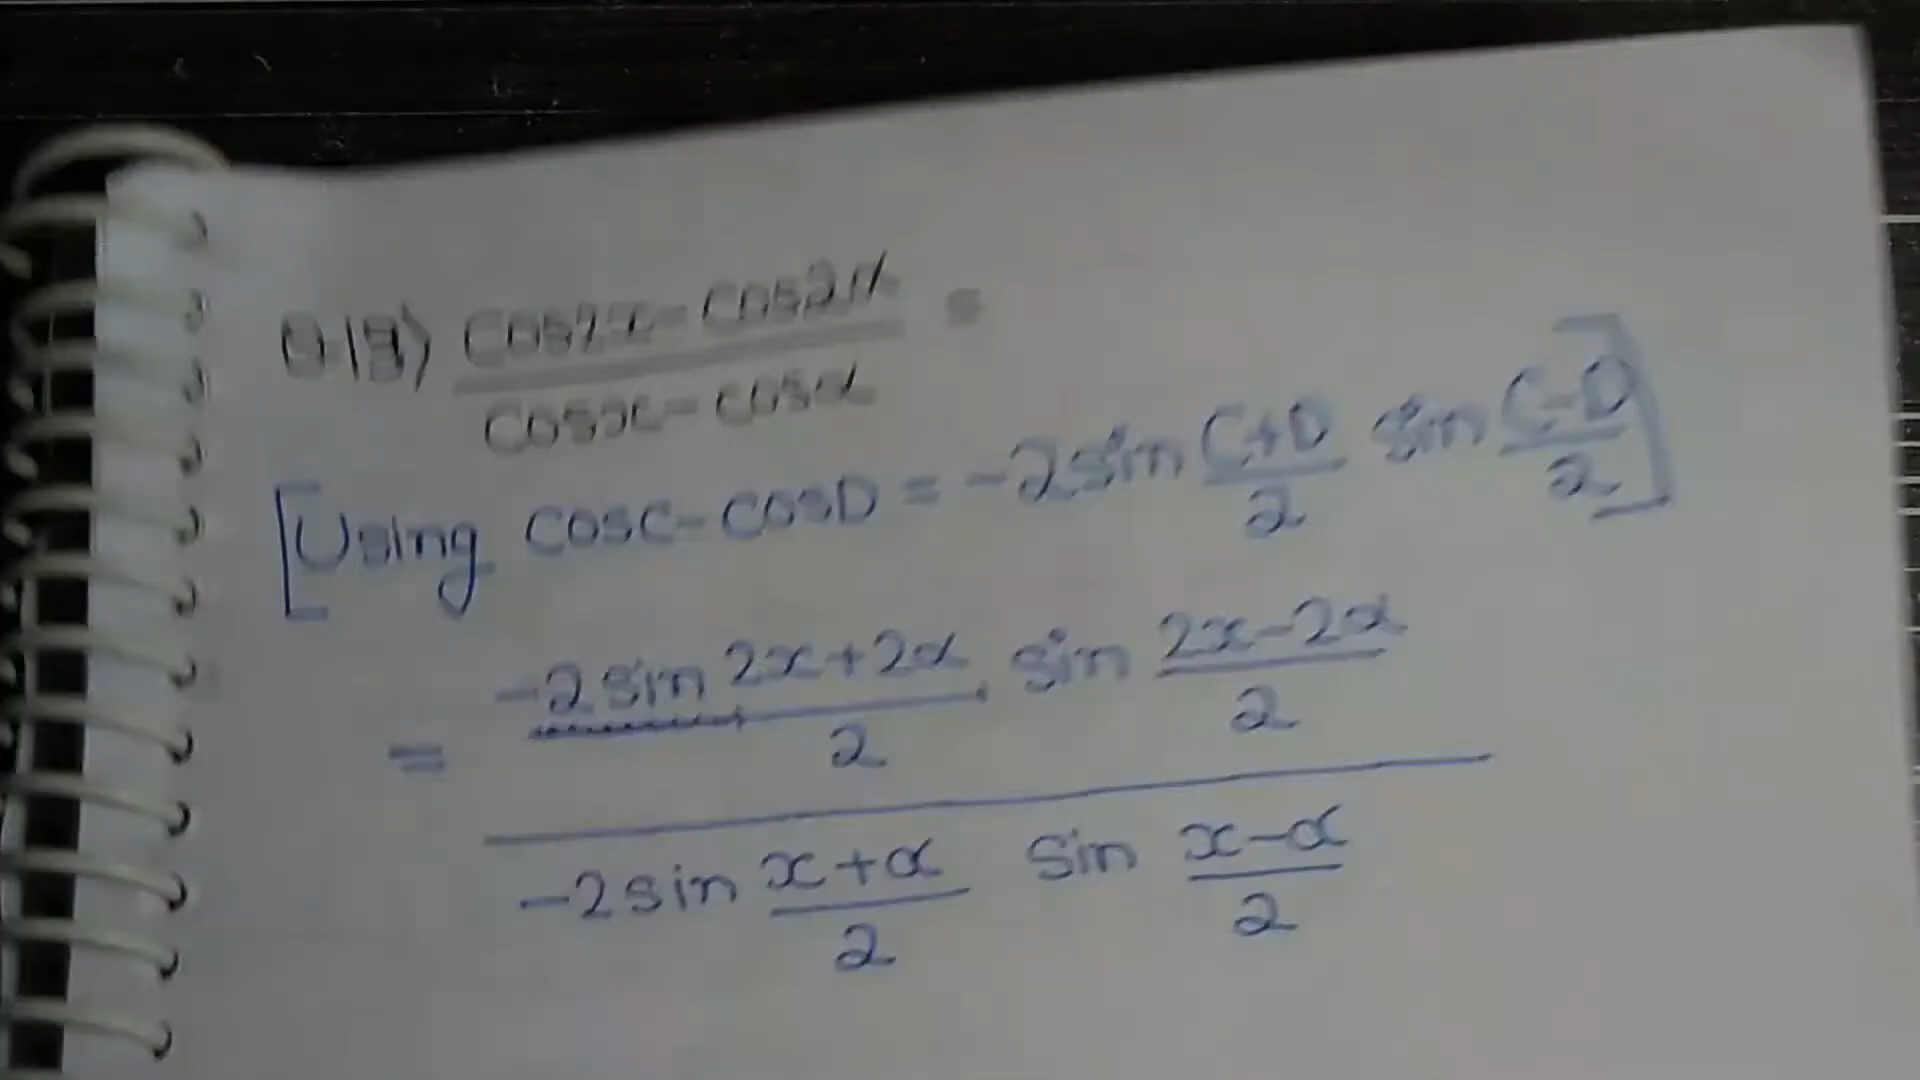 Q.13) cos2x-cos2α / cosx-cosα =
[Using cosC-cosD = -2sin C+D/2 sin C-D/2]
= -2sin 2x+2α/2 . sin 2x-2α/2
-2sin x+α/2 sin x-α/2